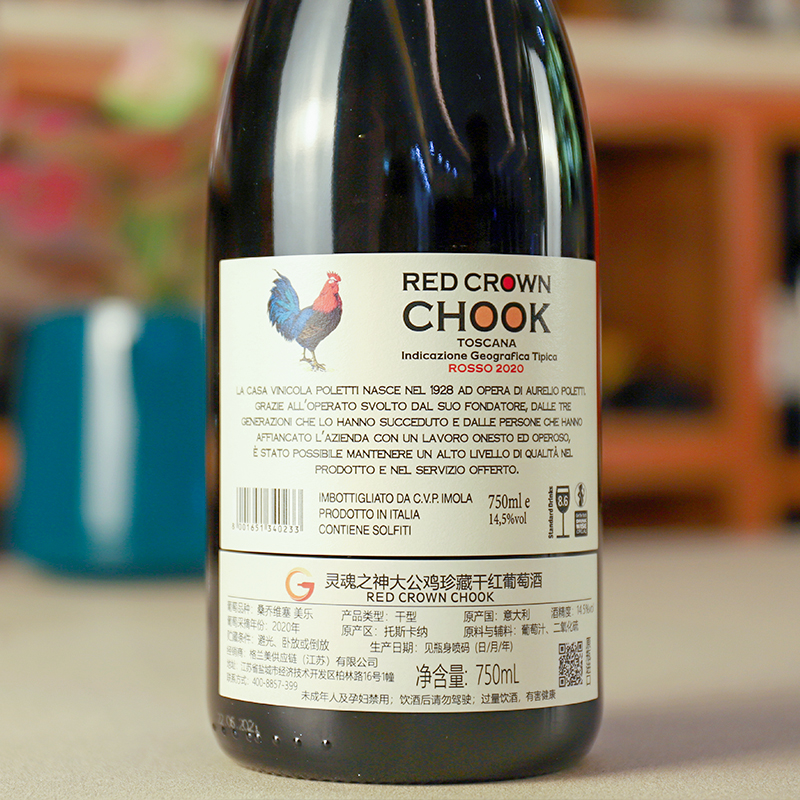 RED CROWN
CHOOK
TOSCANA
Indicazione Geografica Tipica
ROSSO 2020
LA CASA VINICOLA POLETTI NASCE NEL 1928 AD OPERA DI AURELIO POLETTI.
GRAZIE ALL'OPERATO SVOLTO DAL SUO FONDATORE, DALLE TRE
GENERAZIONI CHE LO HANNO SUCCEDUTO E DALLE PERSONE CHE HANNO
AFFIANCATO L'AZIENDA CON UN LAVORO ONESTO ED OPEROSO,
È STATO POSSIBILE MANTENERE UN ALTO LIVELLO DI QUALITÀ NEL
PRODOTTO E NEL SERVIZIO OFFERTO.
IMBOTTIGLIATO DA C.V.P. IMOLA
PRODOTTO IN ITALIA
CONTIENE SOLFITI
750ml e
14,5%vol
Standard Drinks
8.6
8 001651 340233
G
灵魂之神大公鸡珍藏干红葡萄酒
RED CROWN CHOOK
葡萄品种：桑乔维塞 美乐 产品类型：干型 原产国：意大利 酒精度：14.5%vol
葡萄采摘年份：2020年 原产区：托斯卡纳 原料与辅料：葡萄汁、二氧化硫
贮藏条件：避光、卧放或倒放 生产日期：见瓶身喷码（日/月/年）
经销商：格兰美供应链（江苏）有限公司
地址：江苏省盐城市经济技术开发区柏林路16号1幢
联系方式：400-8857-399
净含量：750mL
未成年人及孕妇禁用；饮酒后请勿驾驶；过量饮酒，有害健康